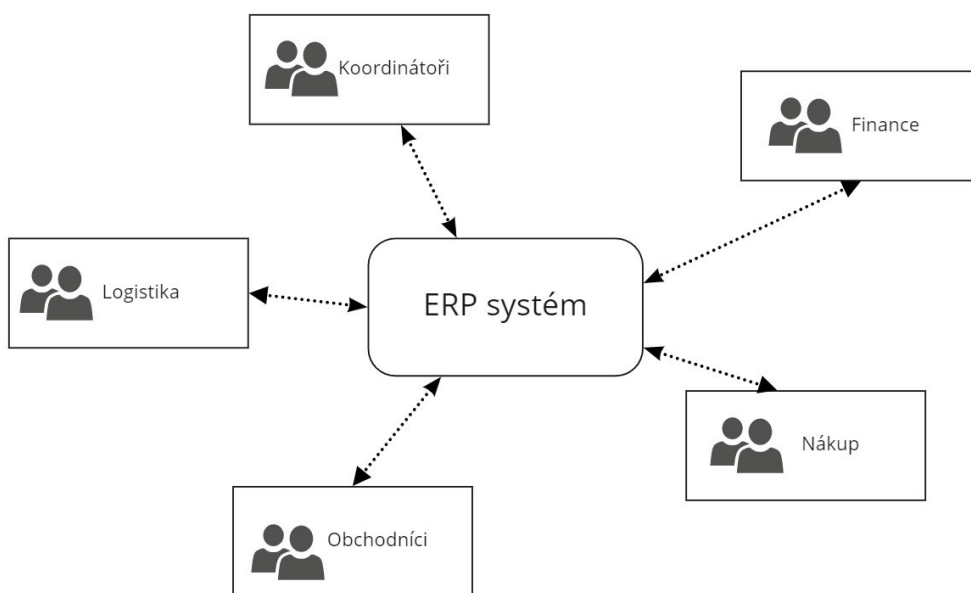 Koordinátoři
Finance
Logistika
ERP systém
Nákup
Obchodníci